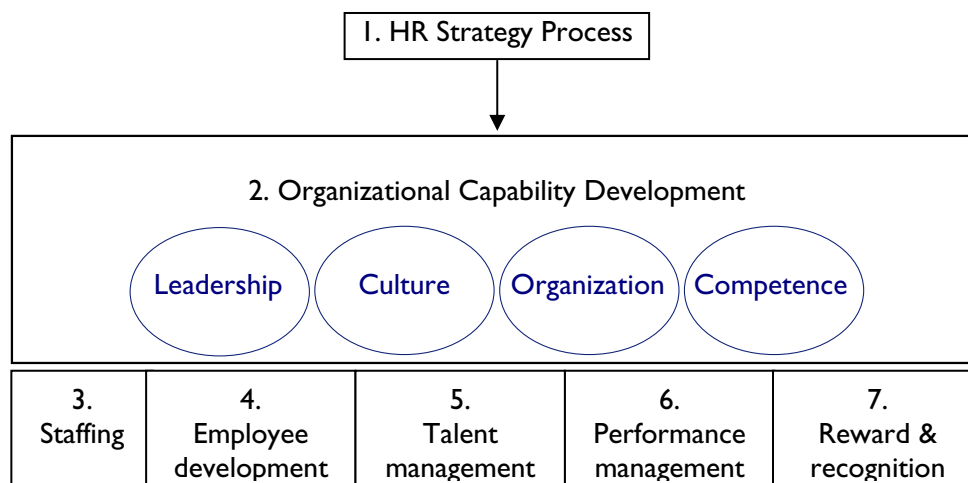 1. HR Strategy Process
2. Organizational Capability Development
Leadership
Culture
Organization
Competence
3.
Staffing
4.
Employee
development
5.
Talent
management
6.
Performance
management
7.
Reward &
recognition